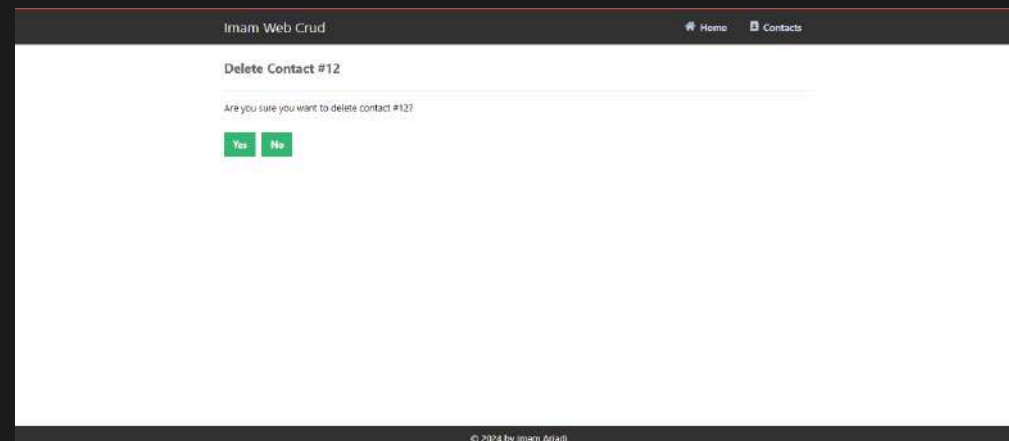 Imam Web Crud
Home
Contacts
Delete Contact #12
Are you sure you want to delete contact #12?
Yes
No
© 2024 by Imam Ariadi